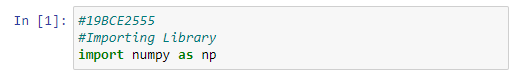 In [1]: #19BCE2555
#Importing Library
import numpy as np